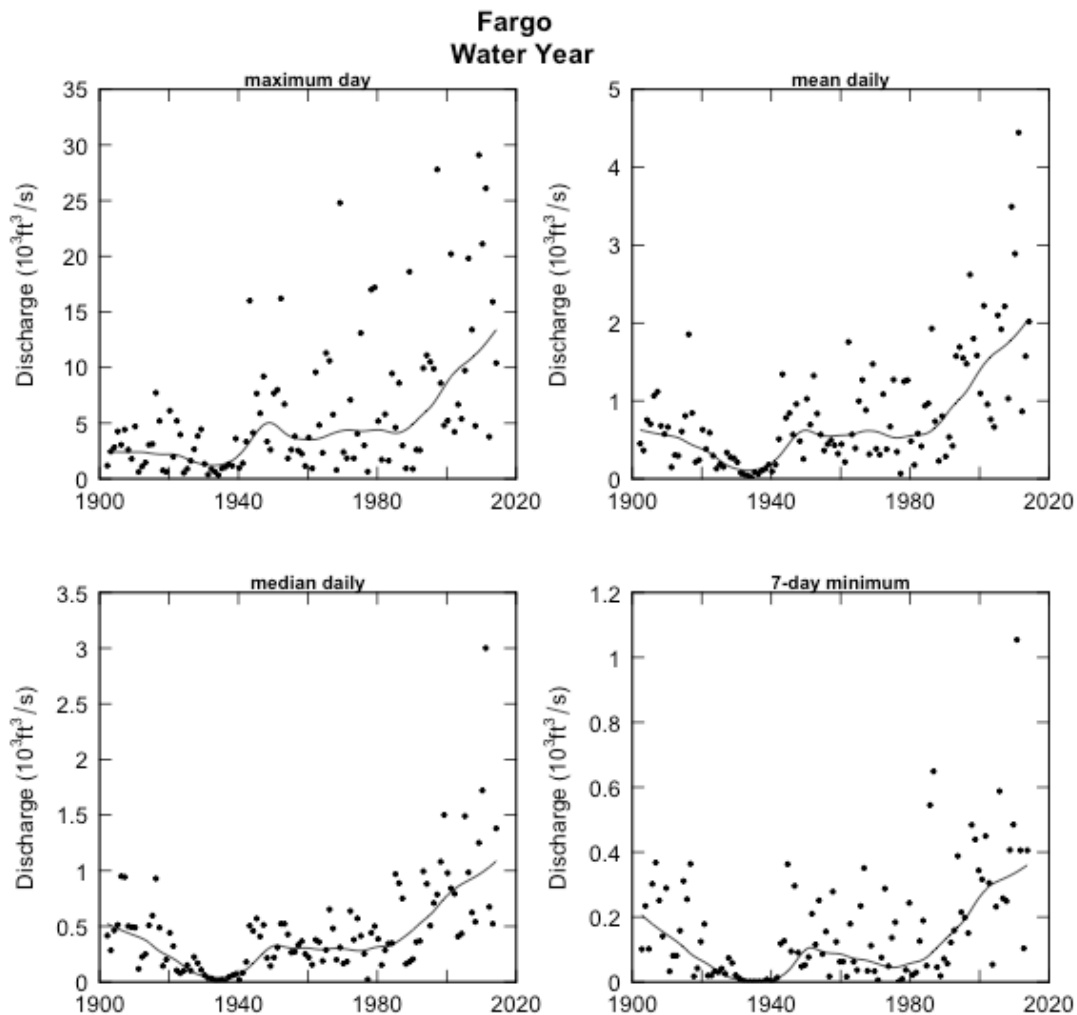 Fargo
Water Year
maximum day
35
30
25
20
15
10
5
0
Discharge (10³ft³/s)
1900 1940 1980 2020
mean daily
5
4
3
2
1
0
Discharge (10³ft³/s)
1900 1940 1980 2020
median daily
3.5
3
2.5
2
1.5
1
0.5
0
Discharge (10³ft³/s)
1900 1940 1980 2020
7-day minimum
1.2
1
0.8
0.6
0.4
0.2
0
Discharge (10³ft³/s)
1900 1940 1980 2020